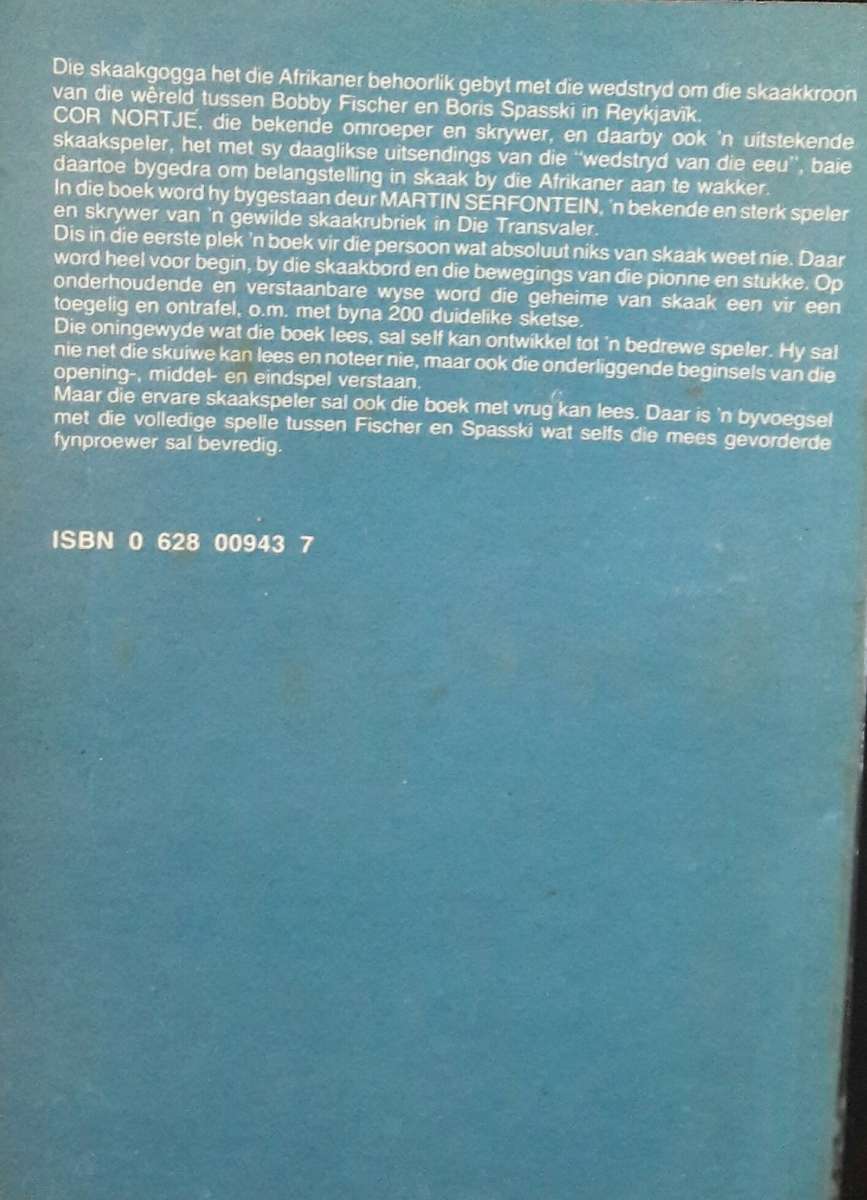 Die skaakgogga het die Afrikaner behoorlik gebyt met die wedstryd om die skaakkroon
van die wêreld tussen Bobby Fischer en Boris Spasski in Reykjavik.
COR NORTJÉ, die bekende omroeper en skrywer, en daarby ook 'n uitstekende
skaakspeler, het met sy daaglikse uitsendings van die "wedstryd van die eeu", baie
daartoe bygedra om belangstelling in skaak by die Afrikaner aan te wakker.
In die boek word hy bygestaan deur MARTIN SERFONTEIN, 'n bekende en sterk speler
en skrywer van 'n gewilde skaakrubriek in Die Transvaler.
Dis in die eerste plek 'n boek vir die persoon wat absoluut niks van skaak weet nie. Daar
word heel voor begin, by die skaakbord en die bewegings van die pionne en stukke. Op
onderhoudende en verstaanbare wyse word die geheime van skaak een vir een
toegelig en ontrafel, o.m. met byna 200 duidelike sketse.
Die oningewyde wat die boek lees, sal self kan ontwikkel tot 'n bedrewe speler. Hy sal
nie net die skuiwe kan lees en noteer nie, maar ook die onderliggende beginsels van die
opening-, middel- en eindspel verstaan.
Maar die ervare skaakspeler sal ook die boek met vrug kan lees. Daar is 'n byvoegsel
met die volledige spelle tussen Fischer en Spasski wat selfs die mees gevorderde
fynproewer sal bevredig.
ISBN 0 628 00943 7